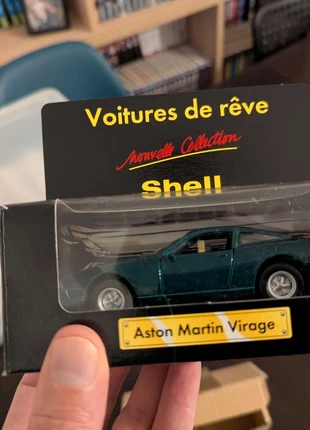 Voitures de rêve
nouvelle Collection
Shell
Aston Martin Virage